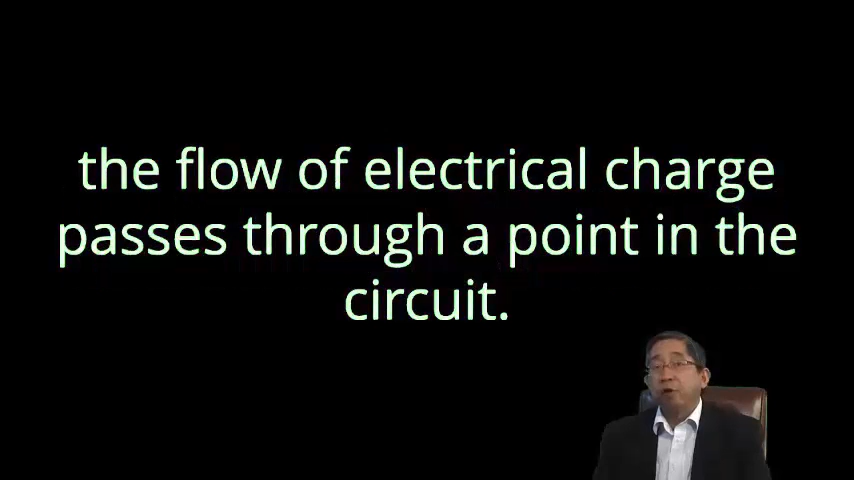 the flow of electrical charge
passes through a point in the
circuit.